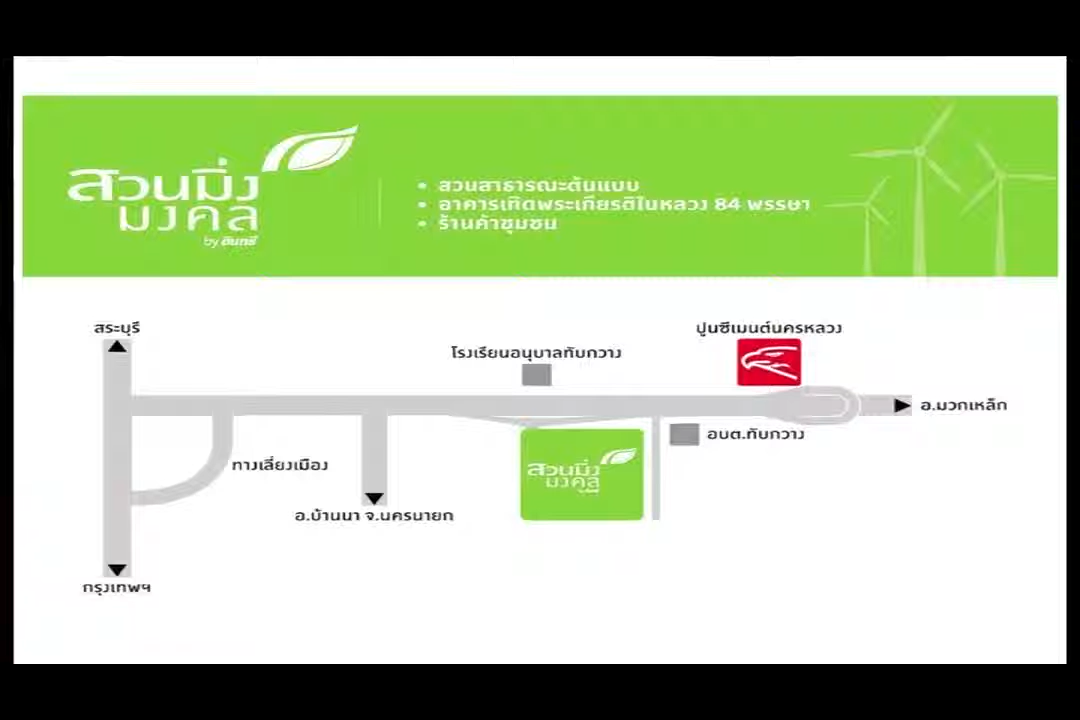 สวนมิ่ง
มงคล
by อินทรี
• สวนสาธารณะต้นแบบ
• อาคารเทิดพระเกียรติในหลวง 84 พรรษา
• ร้านค้าชุมชน
สระบุรี
โรงเรียนอนุบาลทับกวาง
ปูนซีเมนต์นครหลวง
อ.มวกเหล็ก
อบต.ทับกวาง
ทางเลี่ยงเมือง
สวนมิ่ง
มงคล
อ.บ้านนา จ.นครนายก
กรุงเทพฯ